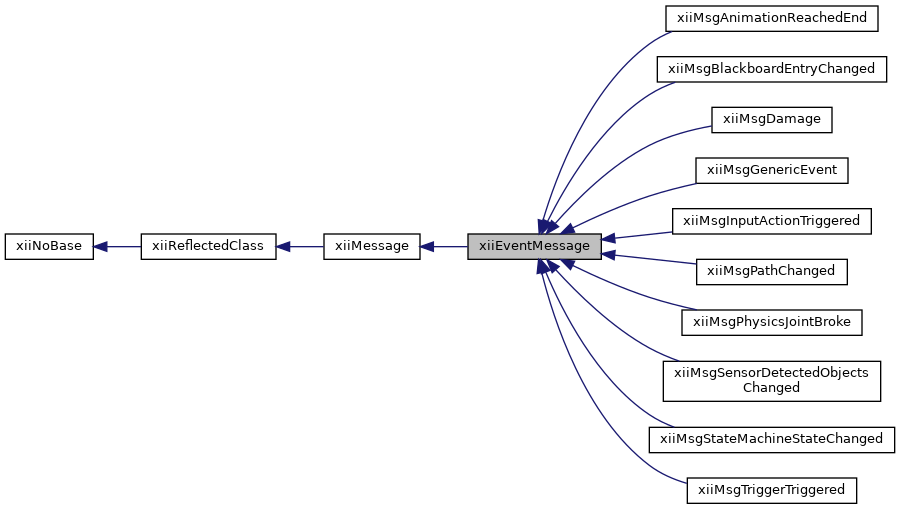 xiiNoBase
xiiReflectedClass
xiiMessage
xiiEventMessage
xiiMsgAnimationReachedEnd
xiiMsgBlackboardEntryChanged
xiiMsgDamage
xiiMsgGenericEvent
xiiMsgInputActionTriggered
xiiMsgPathChanged
xiiMsgPhysicsJointBroke
xiiMsgSensorDetectedObjects
Changed
xiiMsgStateMachineStateChanged
xiiMsgTriggerTriggered